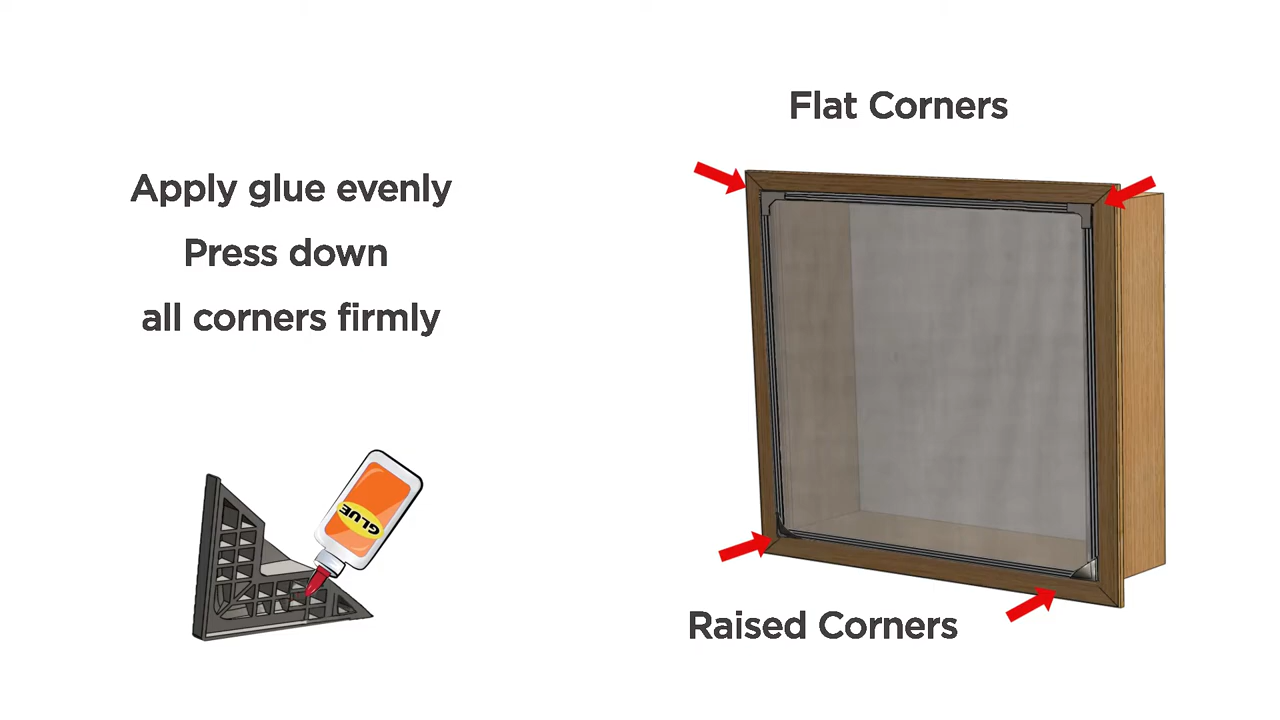 Apply glue evenly
Press down
all corners firmly
GLUE
Flat Corners
Raised Corners